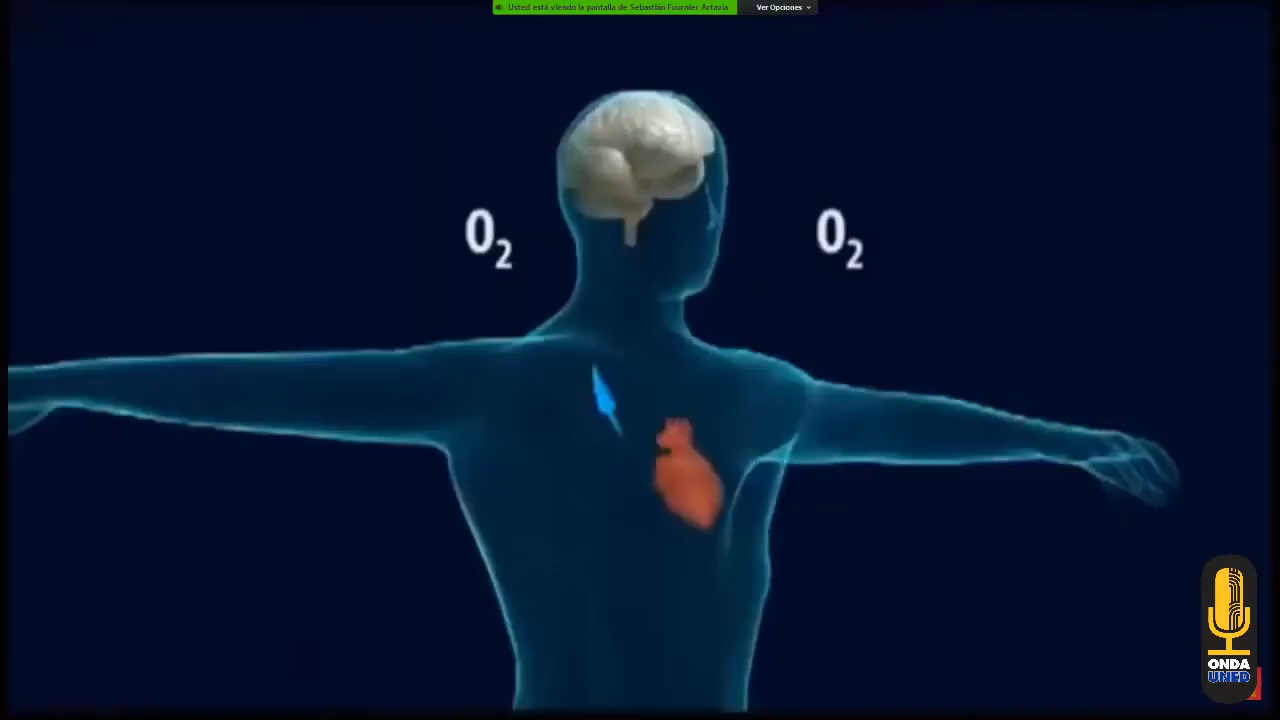 Usted está viendo la pantalla de Sebastián Fournier Artavia
Ver Opciones
O2
O2
ONDA
UNED